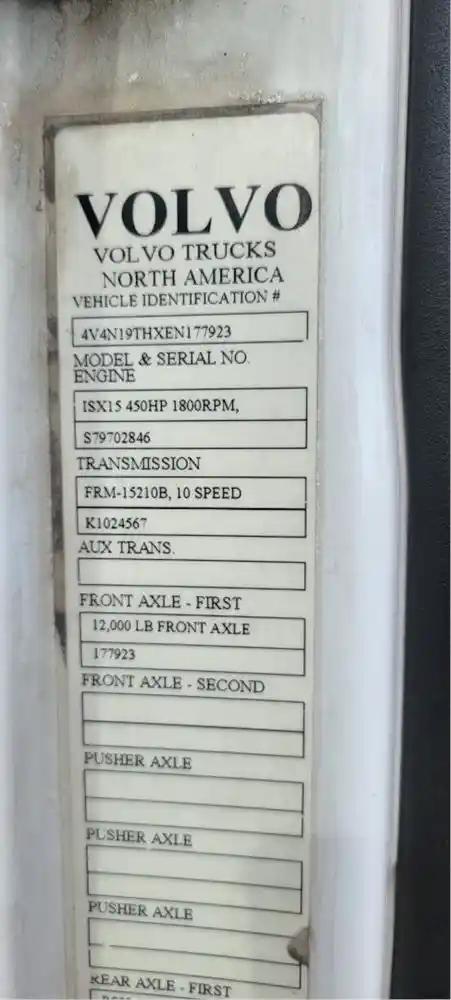 VOLVO
VOLVO TRUCKS
NORTH AMERICA
VEHICLE IDENTIFICATION #
4V4N19THXEN177923
MODEL & SERIAL NO.
ENGINE
ISX15 450HP 1800RPM,
S79702846
TRANSMISSION
FRM-15210B, 10 SPEED
K1024567
AUX TRANS.
FRONT AXLE - FIRST
12,000 LB FRONT AXLE
177923
FRONT AXLE - SECOND
PUSHER AXLE
PUSHER AXLE
PUSHER AXLE
REAR AXLE - FIRST